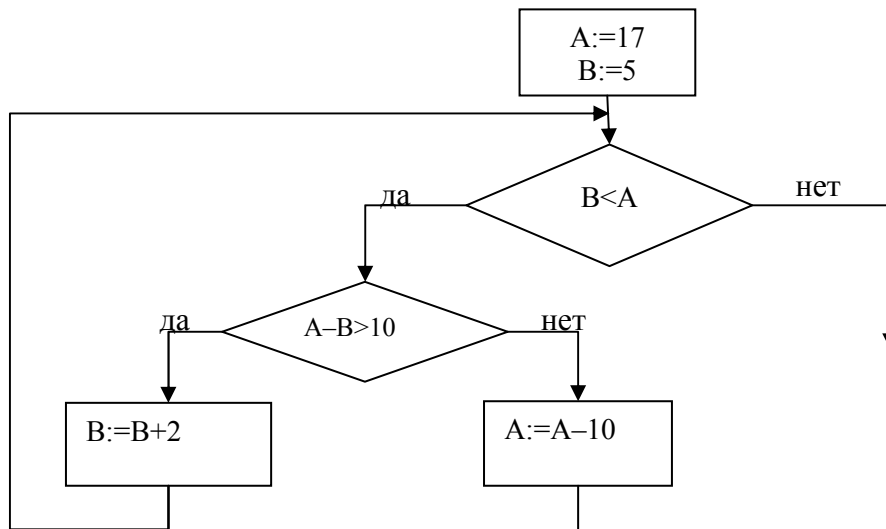 A:=17
B:=5
B<A
да
нет
A–B>10
да
нет
B:=B+2
A:=A–10